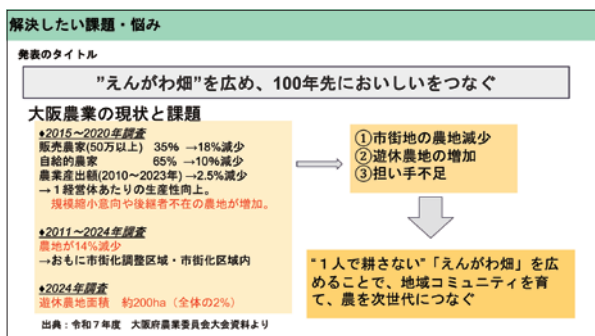 解決したい課題・悩み
発表のタイトル
”えんがわ畑”を広め、100年先においしいをつなぐ
大阪農業の現状と課題
♦2015～2020年調査
販売農家(50万以上) 35% →18%減少
自給的農家 65% →10%減少
農業産出額(2010～2023年)→2.5%減少
→１経営体あたりの生産性向上。
規模縮小意向や後継者不在の農地が増加。
♦2011～2024年調査
農地が14%減少
→おもに市街化調整区域・市街化区域内
♦2024年調査
遊休農地面積 約200ha（全体の2%）
出典：令和７年度 大阪府農業委員会大会資料より
①市街地の農地減少
②遊休農地の増加
③担い手不足
“１人で耕さない”「えんがわ畑」を広
めることで、地域コミュニティを育
て、農を次世代につなぐ